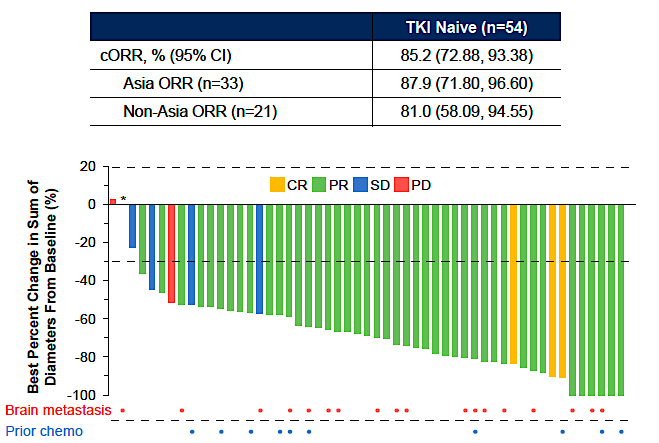 TKI Naive (n=54)
cORR, % (95% CI) 85.2 (72.88, 93.38)
Asia ORR (n=33) 87.9 (71.80, 96.60)
Non-Asia ORR (n=21) 81.0 (58.09, 94.55)
Best Percent Change in Sum of
Diameters From Baseline (%)
20
CR PR SD PD
0
*
-20
-40
-60
-80
-100
Brain metastasis
Prior chemo